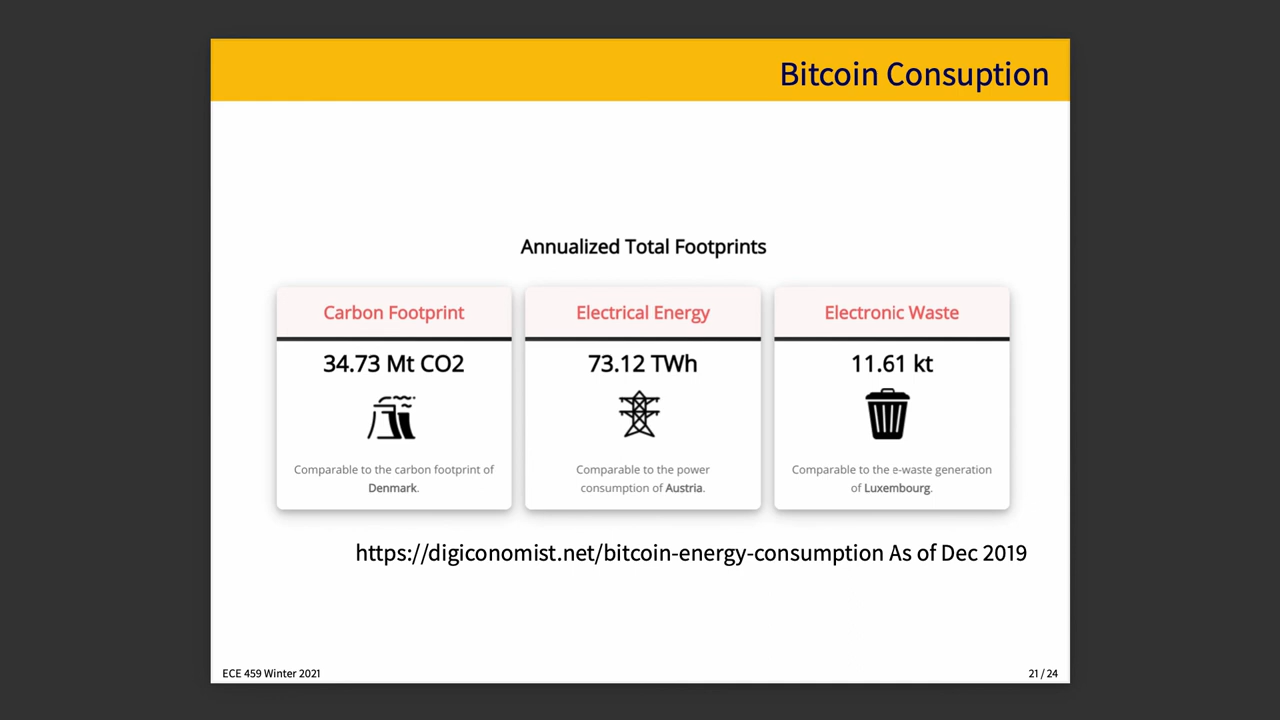 Bitcoin Consuption
Annualized Total Footprints
Carbon Footprint
34.73 Mt CO2
Comparable to the carbon footprint of
Denmark.
Electrical Energy
73.12 TWh
Comparable to the power
consumption of Austria.
Electronic Waste
11.61 kt
Comparable to the e-waste generation
of Luxembourg.
https://digiconomist.net/bitcoin-energy-consumption As of Dec 2019
ECE 459 Winter 2021
21 / 24